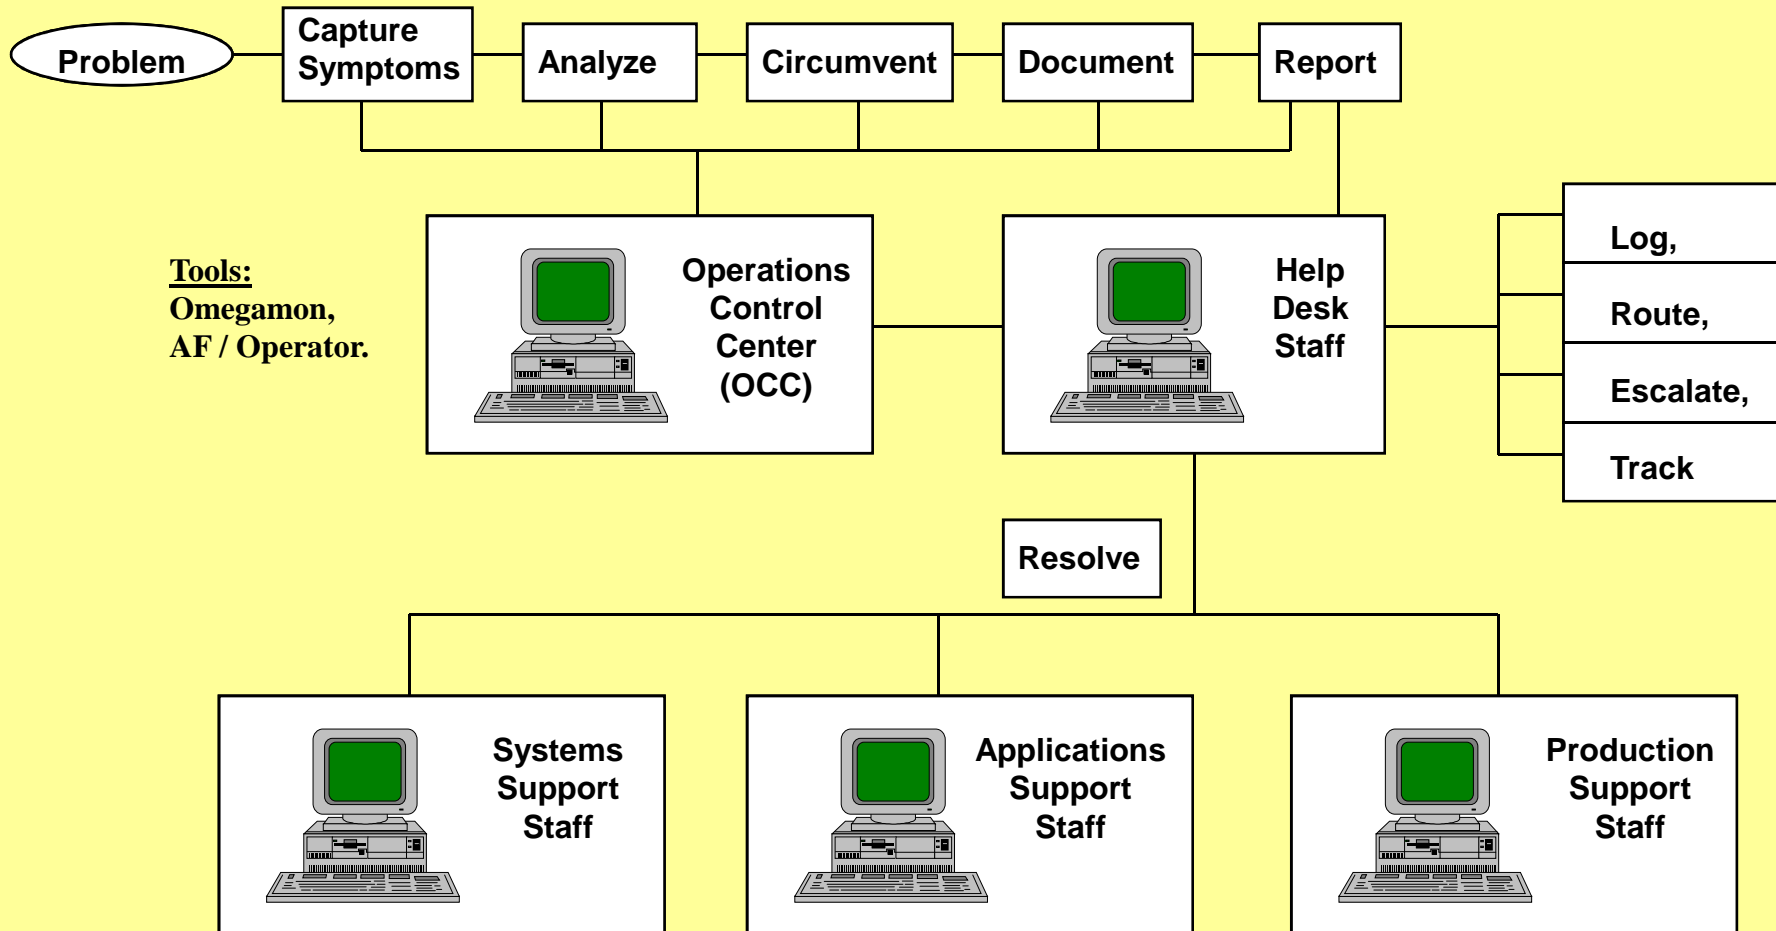 Problem
Capture
Symptoms
Analyze
Circumvent
Document
Report
Tools:
Omegamon,
AF / Operator.
Operations
Control
Center
(OCC)
Help
Desk
Staff
Log,
Route,
Escalate,
Track
Resolve
Systems
Support
Staff
Applications
Support
Staff
Production
Support
Staff